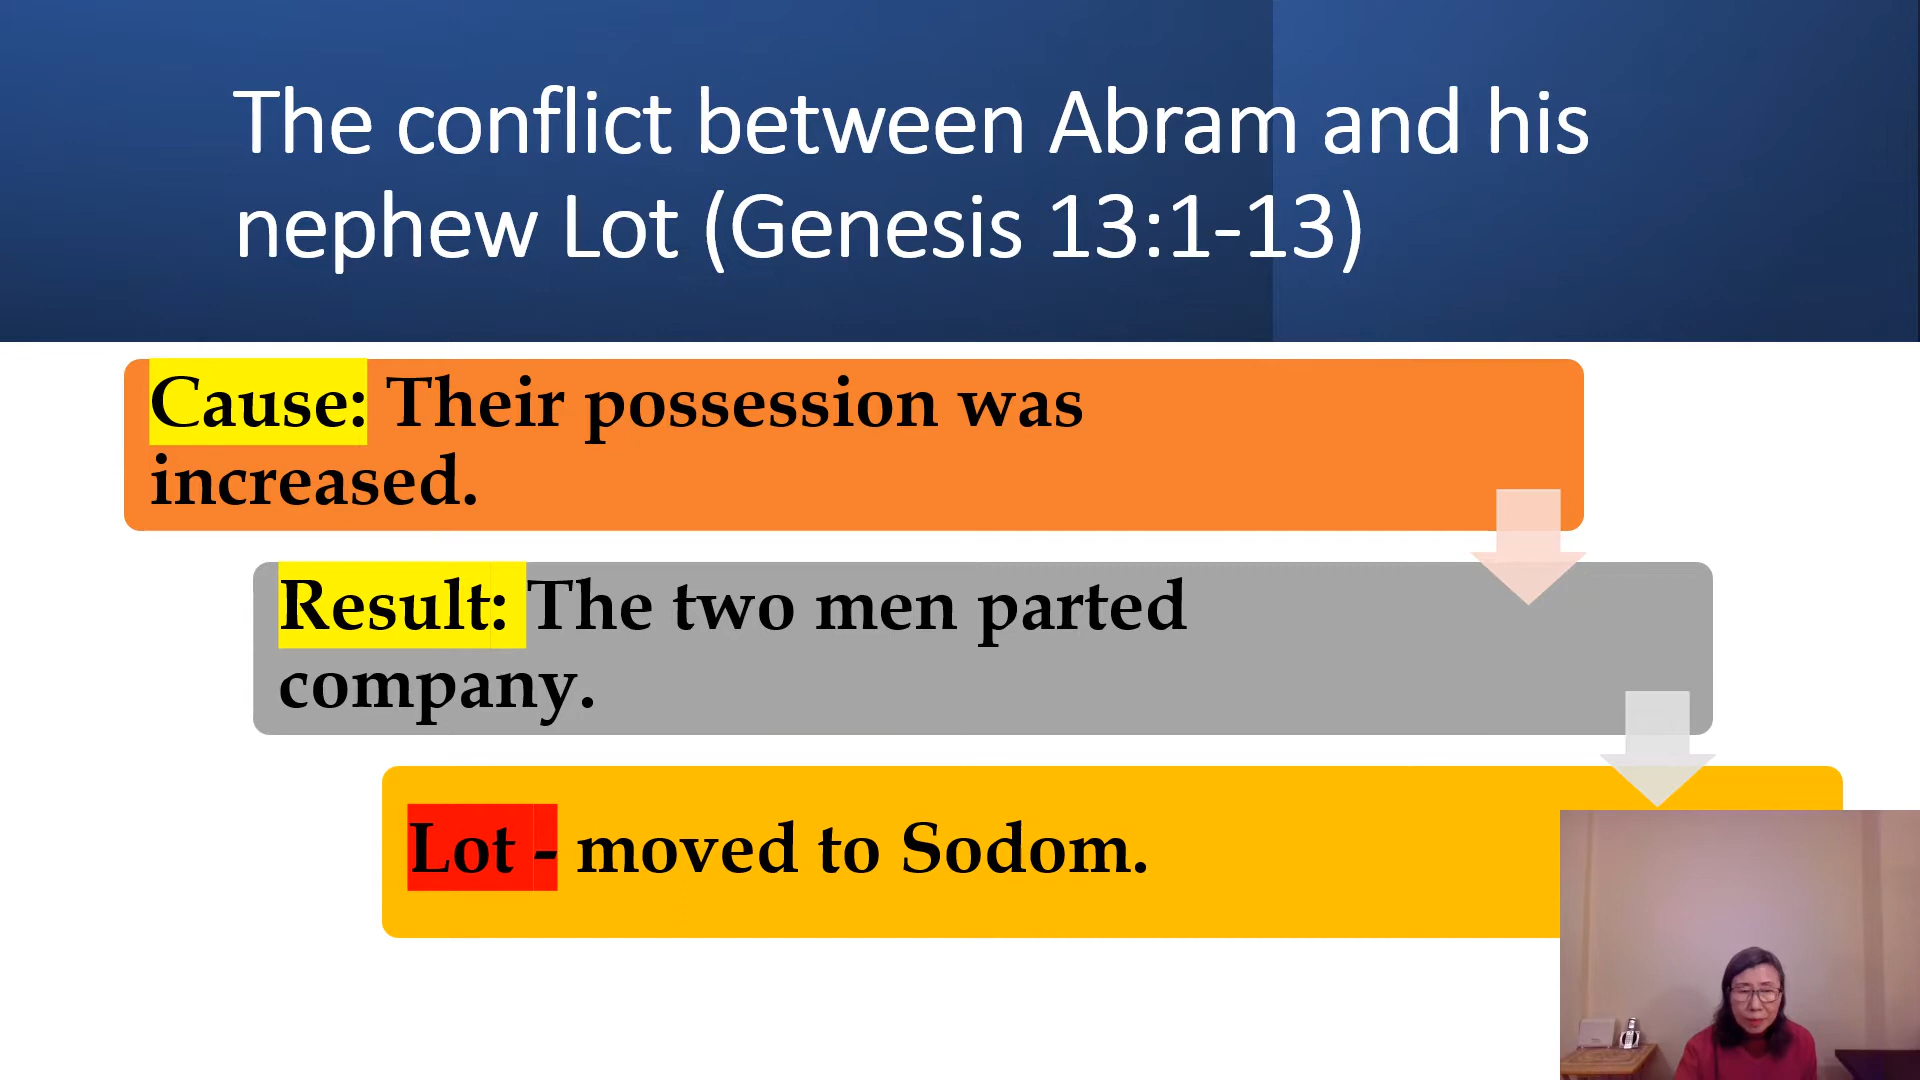 The conflict between Abram and his
nephew Lot (Genesis 13:1-13)
Cause: Their possession was
increased.
Result: The two men parted
company.
Lot - moved to Sodom.